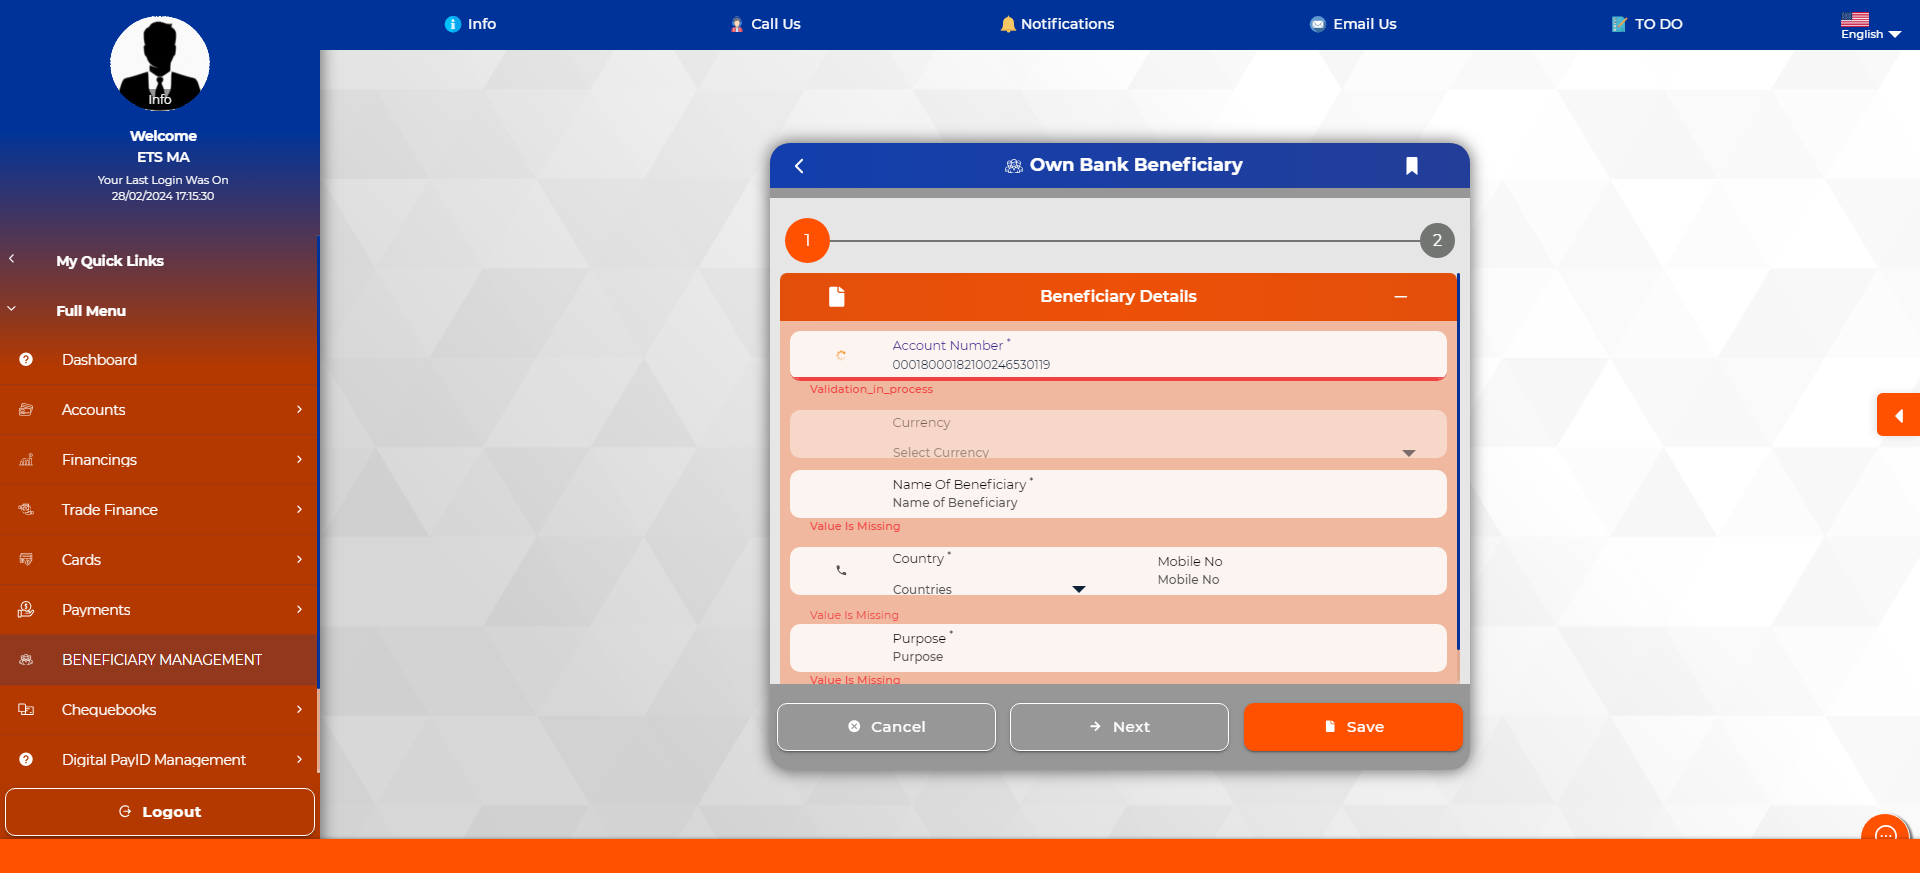 Info
Call Us
Notifications
Email Us
TO DO
English
Info
Welcome
ETS MA
Your Last Login Was On
28/02/2024 17:15:30
My Quick Links
Full Menu
Dashboard
Accounts
Financings
Trade Finance
Cards
Payments
BENEFICIARY MANAGEMENT
Chequebooks
Digital PayID Management
Logout
Own Bank Beneficiary
1
2
Beneficiary Details
Account Number *
00018000182100246530119
Validation_in_process
Currency
Select Currency
Name Of Beneficiary *
Name of Beneficiary
Value Is Missing
Country *
Countries
Mobile No
Mobile No
Value Is Missing
Purpose *
Purpose
Value Is Missing
Cancel
Next
Save